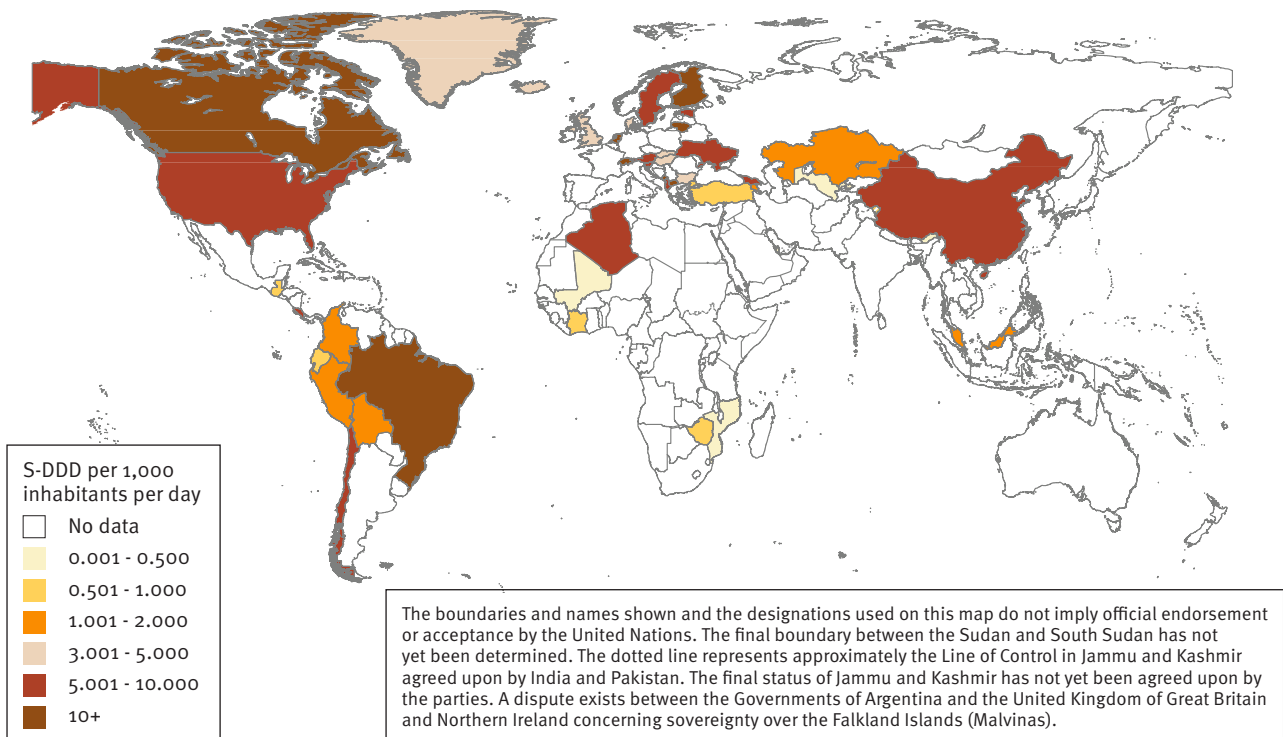 S-DDD per 1,000
inhabitants per day
No data
0.001 - 0.500
0.501 - 1.000
1.001 - 2.000
3.001 - 5.000
5.001 - 10.000
10+
The boundaries and names shown and the designations used on this map do not imply official endorsement
or acceptance by the United Nations. The final boundary between the Sudan and South Sudan has not
yet been determined. The dotted line represents approximately the Line of Control in Jammu and Kashmir
agreed upon by India and Pakistan. The final status of Jammu and Kashmir has not yet been agreed upon by
the parties. A dispute exists between the Governments of Argentina and the United Kingdom of Great Britain
and Northern Ireland concerning sovereignty over the Falkland Islands (Malvinas).